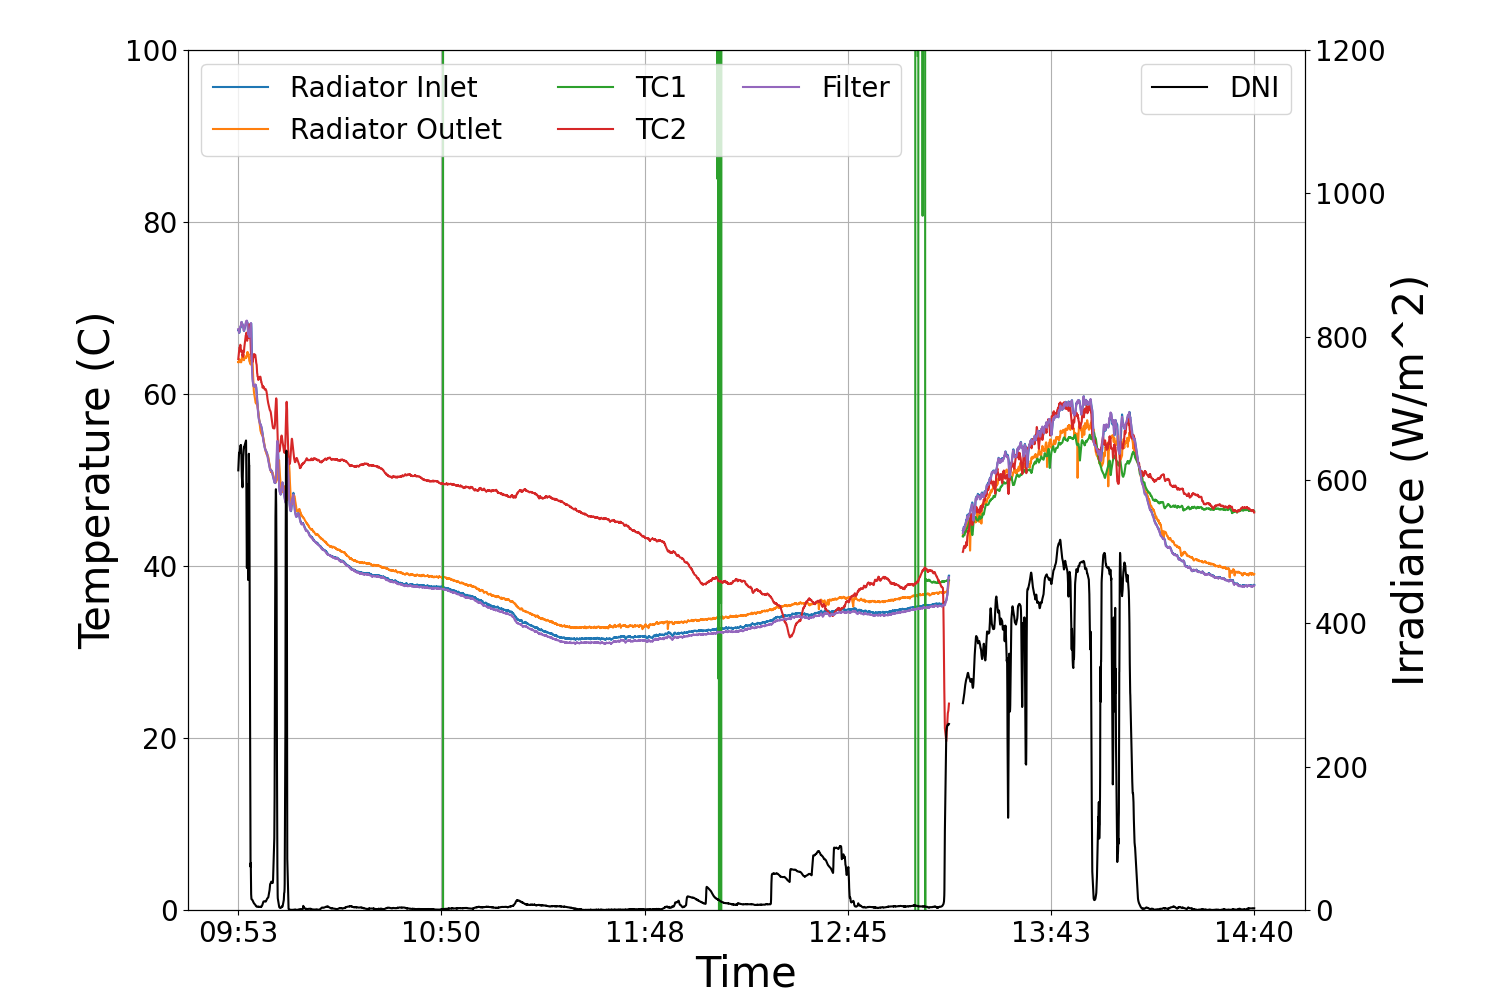 Radiator Inlet
Radiator Outlet
TC1
TC2
Filter
DNI
100
80
60
40
20
0
Temperature (C)
1200
1000
800
600
400
200
0
Irradiance (W/m^2)
09:53 10:50 11:48 12:45 13:43 14:40
Time